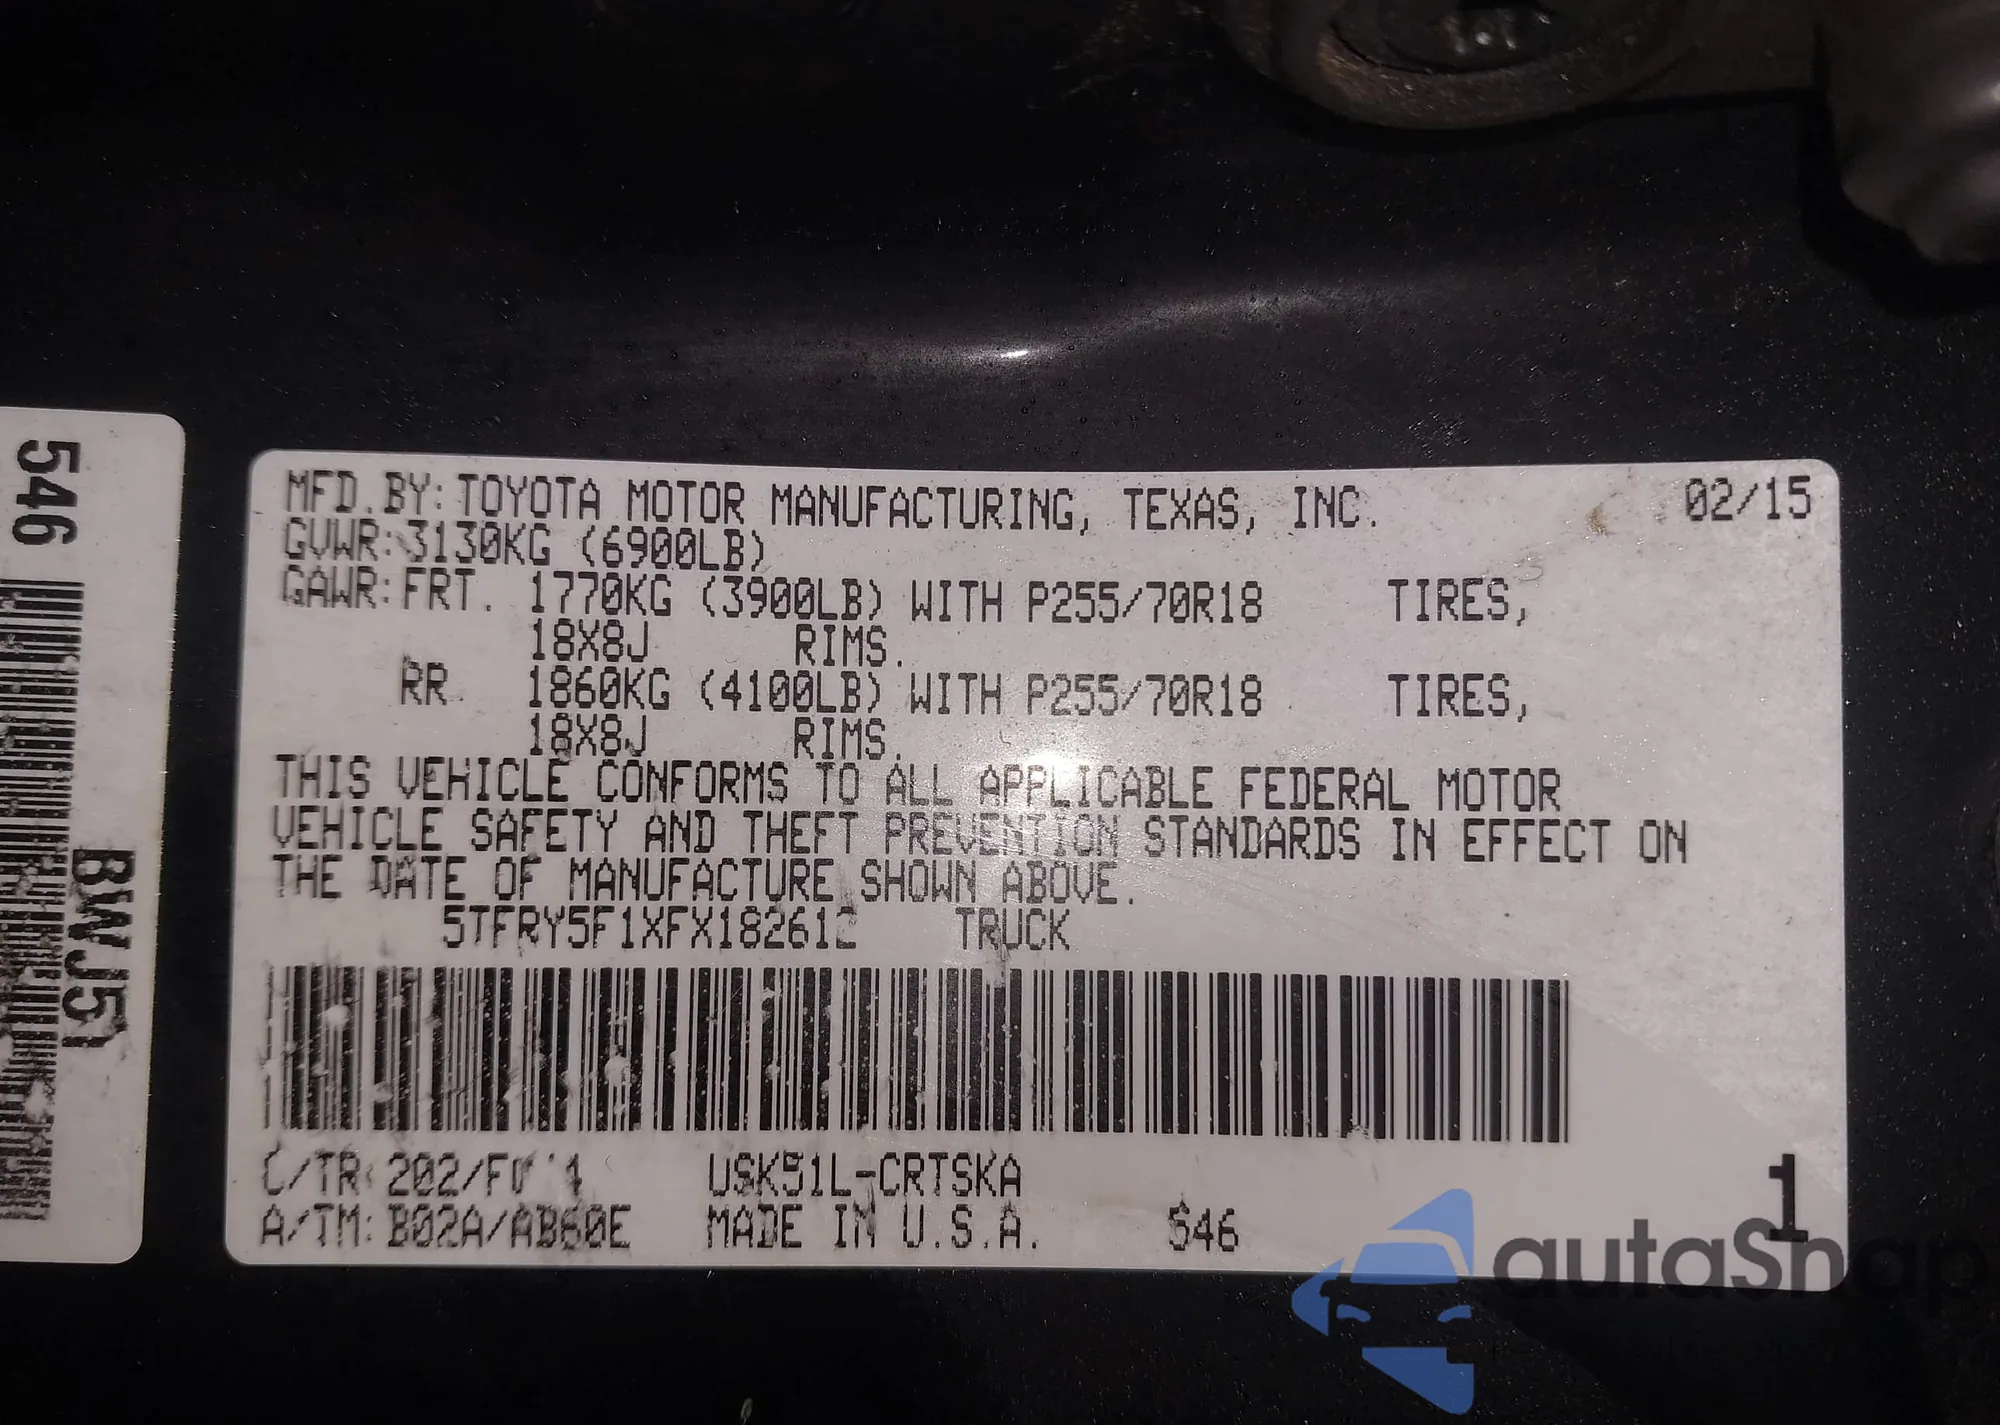 546
BWJ51
MFD.BY:TOYOTA MOTOR MANUFACTURING, TEXAS, INC. 02/15
GVWR:3130KG (6900LB)
GAWR:FRT. 1770KG (3900LB) WITH P255/70R18 TIRES,
18X8J RIMS.
RR. 1860KG (4100LB) WITH P255/70R18 TIRES,
18X8J RIMS.
THIS VEHICLE CONFORMS TO ALL APPLICABLE FEDERAL MOTOR
VEHICLE SAFETY AND THEFT PREVENTION STANDARDS IN EFFECT ON
THE DATE OF MANUFACTURE SHOWN ABOVE.
5TFRY5F1XFX182612 TRUCK
C/TR: USK51L-CRTSKA
A/TM: B02A/AB60E MADE IN U.S.A. 546
1
autaSnap